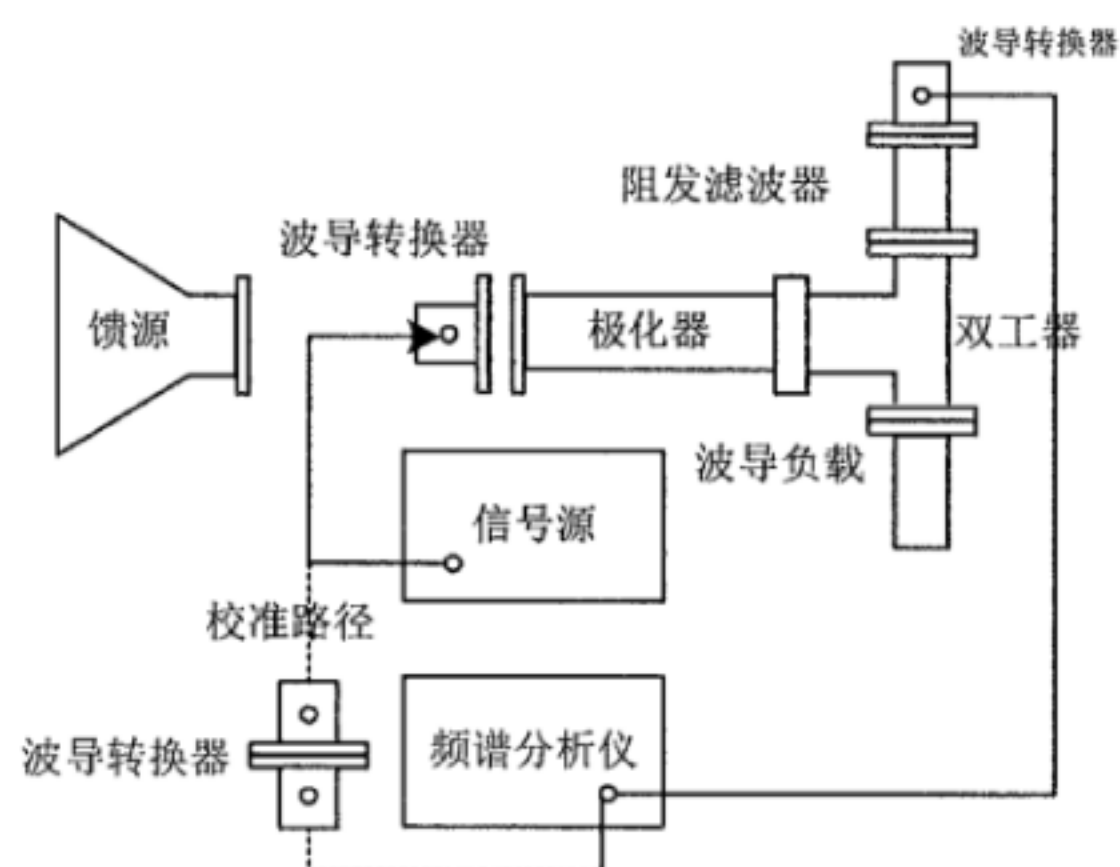 波导转换器
阻发滤波器
波导转换器
馈源
极化器
双工器
波导负载
信号源
校准路径
波导转换器
频谱分析仪